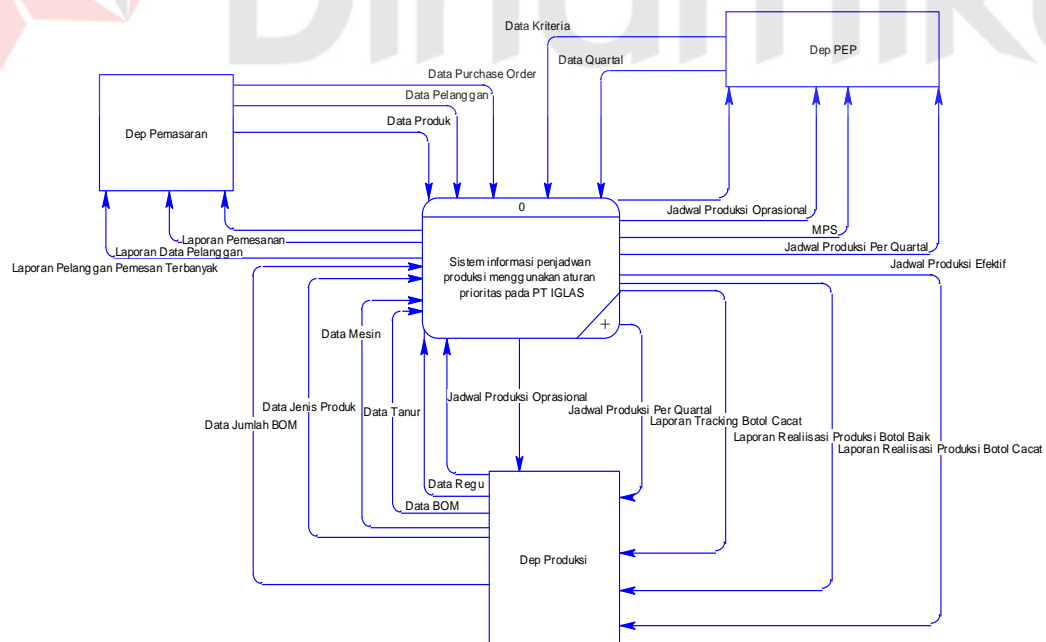 Dinamika
Data Kriteria
Dep PEP
Data Quartal
Data Purchase Order
Data Pelanggan
Data Produk
Dep Pemasaran
0
Jadwal Produksi Oprasional
MPS
Jadwal Produksi Per Quartal
Jadwal Produksi Efektif
Laporan Pemesanan
Laporan Data Pelanggan
Laporan Pelanggan Pemesan Terbanyak
Sistem informasi penjadwan
produksi menggunakan aturan
prioritas pada PT IGLAS
+
Data Mesin
Data Jenis Produk
Data Tanur
Data Jumlah BOM
Jadwal Produksi Oprasional
Jadwal Produksi Per Quartal
Laporan Tracking Botol Cacat
Laporan Realiisasi Produksi Botol Baik
Laporan Realiisasi Produksi Botol Cacat
Data Regu
Data BOM
Dep Produksi